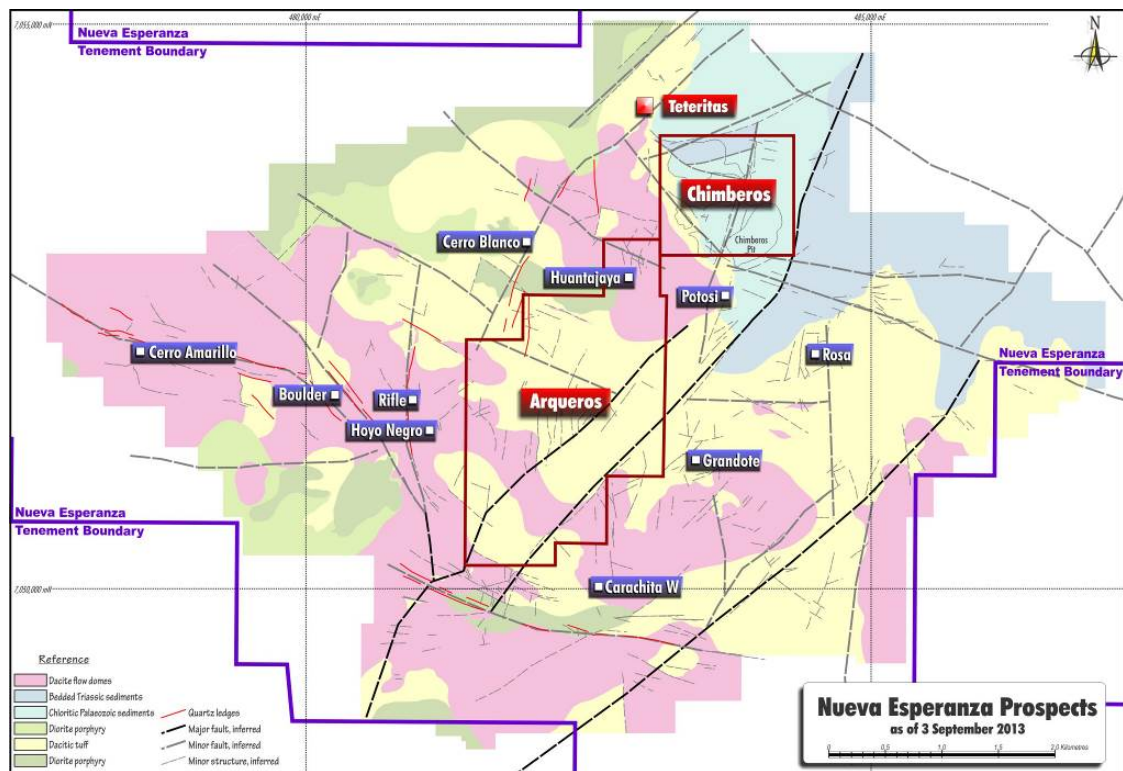 480,000 mE
485,000 mE
7,055,000 mN
N
Nueva Esperanza
Tenement Boundary
Teteritas
Chimberos
Chimberos
Pit
Cerro Blanco
Huantajaya
Potosi
Cerro Amarillo
Rosa
Nueva Esperanza
Tenement Boundary
Boulder
Rifle
Arqueros
Hoyo Negro
Grandote
Nueva Esperanza
Tenement Boundary
7,050,000 mN
Carachita W
Reference
Dacite flow domes
Bedded Triassic sediments
Chloritic Palaeozoic sediments
Diorite porphyry
Dacitic tuff
Diorite porphyry
Quartz ledges
Major fault, inferred
Minor fault, inferred
Minor structure, inferred
Nueva Esperanza Prospects
as of 3 September 2013
0 0,5 1,0 1,5 2,0 Kilometres